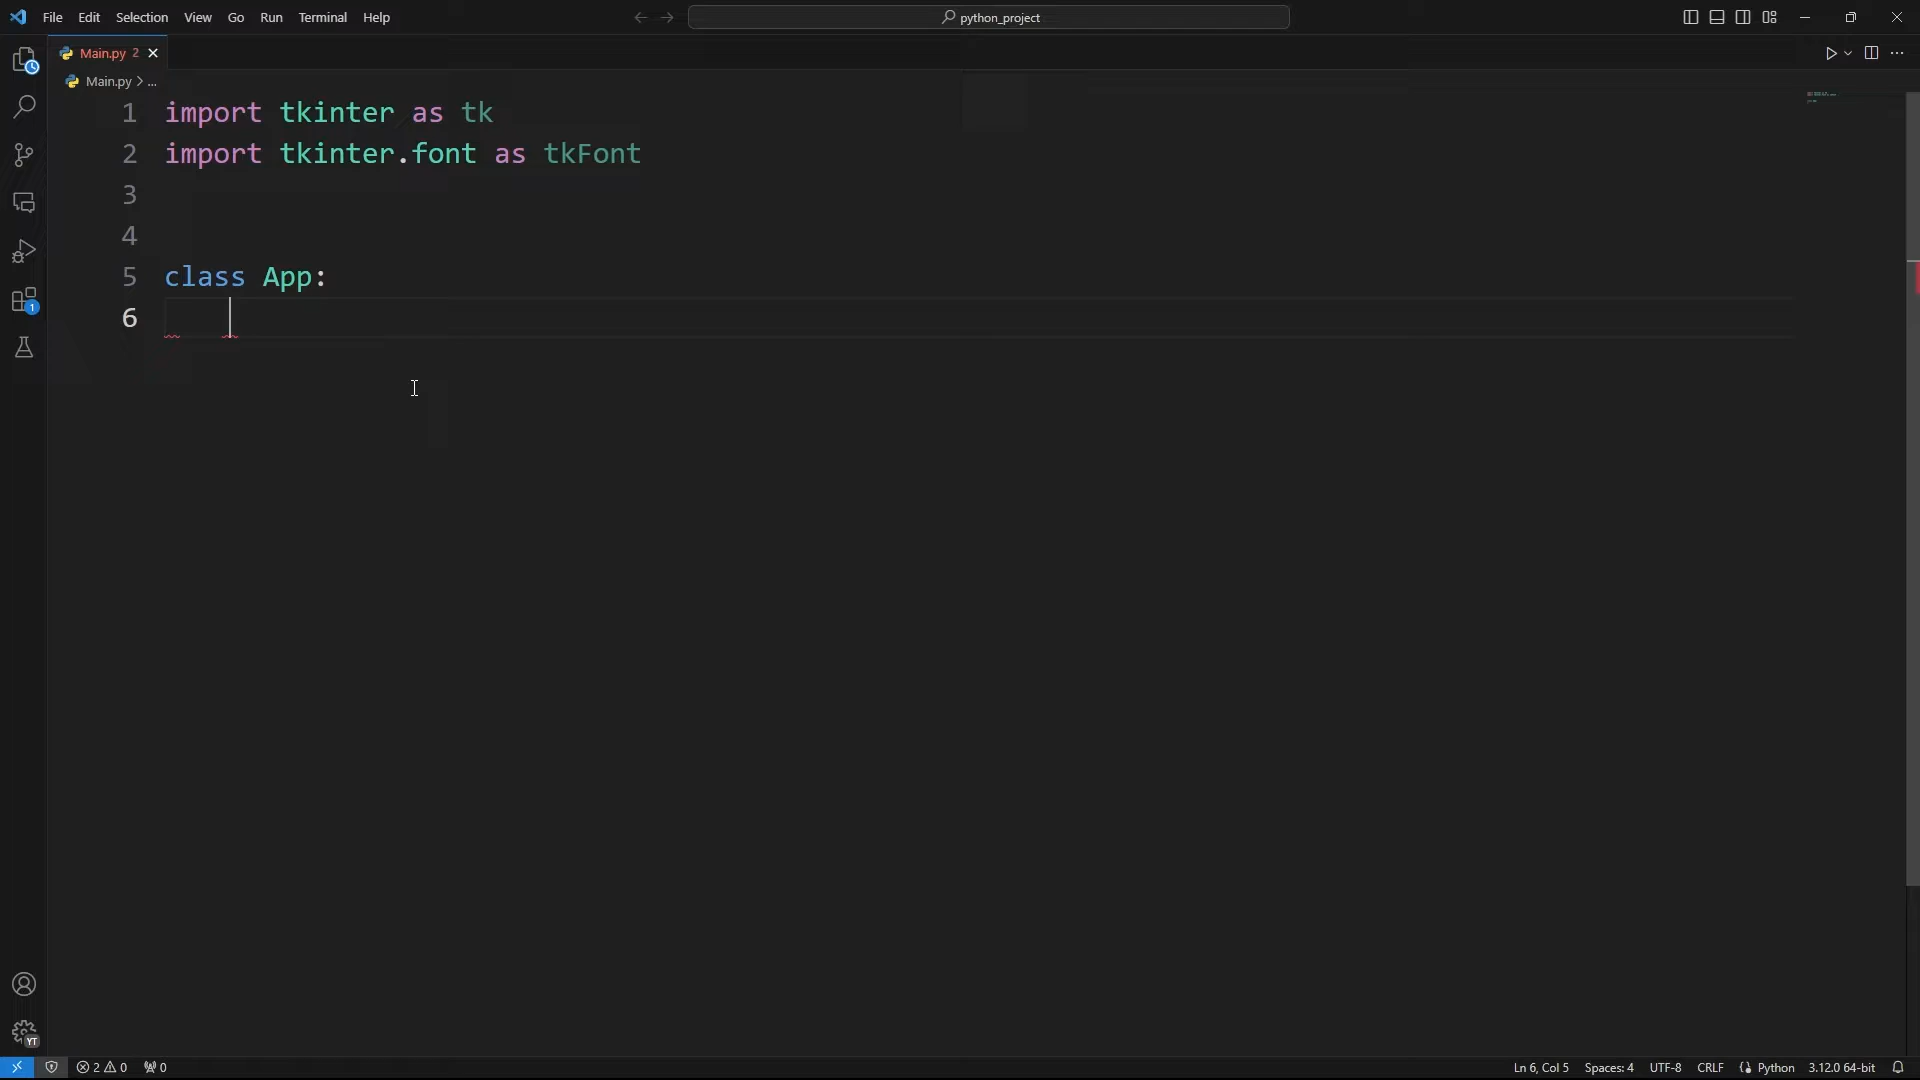 File Edit Selection View Go Run Terminal Help python_project
Main.py 2
Main.py > ...
1 import tkinter as tk
2 import tkinter.font as tkFont
3
4
5 class App:
6
1
YT
2 0 0 Ln 6, Col 5 Spaces: 4 UTF-8 CRLF Python 3.12.0 64-bit